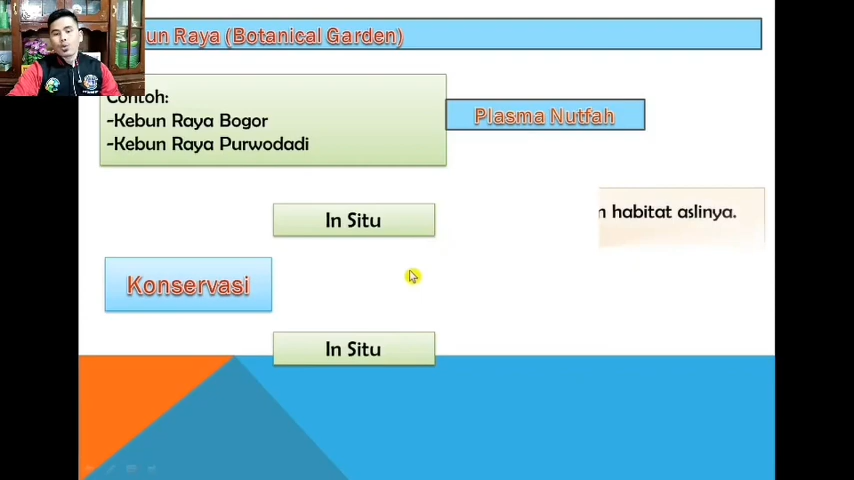 un Raya (Botanical Garden)
Contoh:
-Kebun Raya Bogor
-Kebun Raya Purwodadi
Plasma Nutfah
In Situ
habitat aslinya.
Konservasi
In Situ